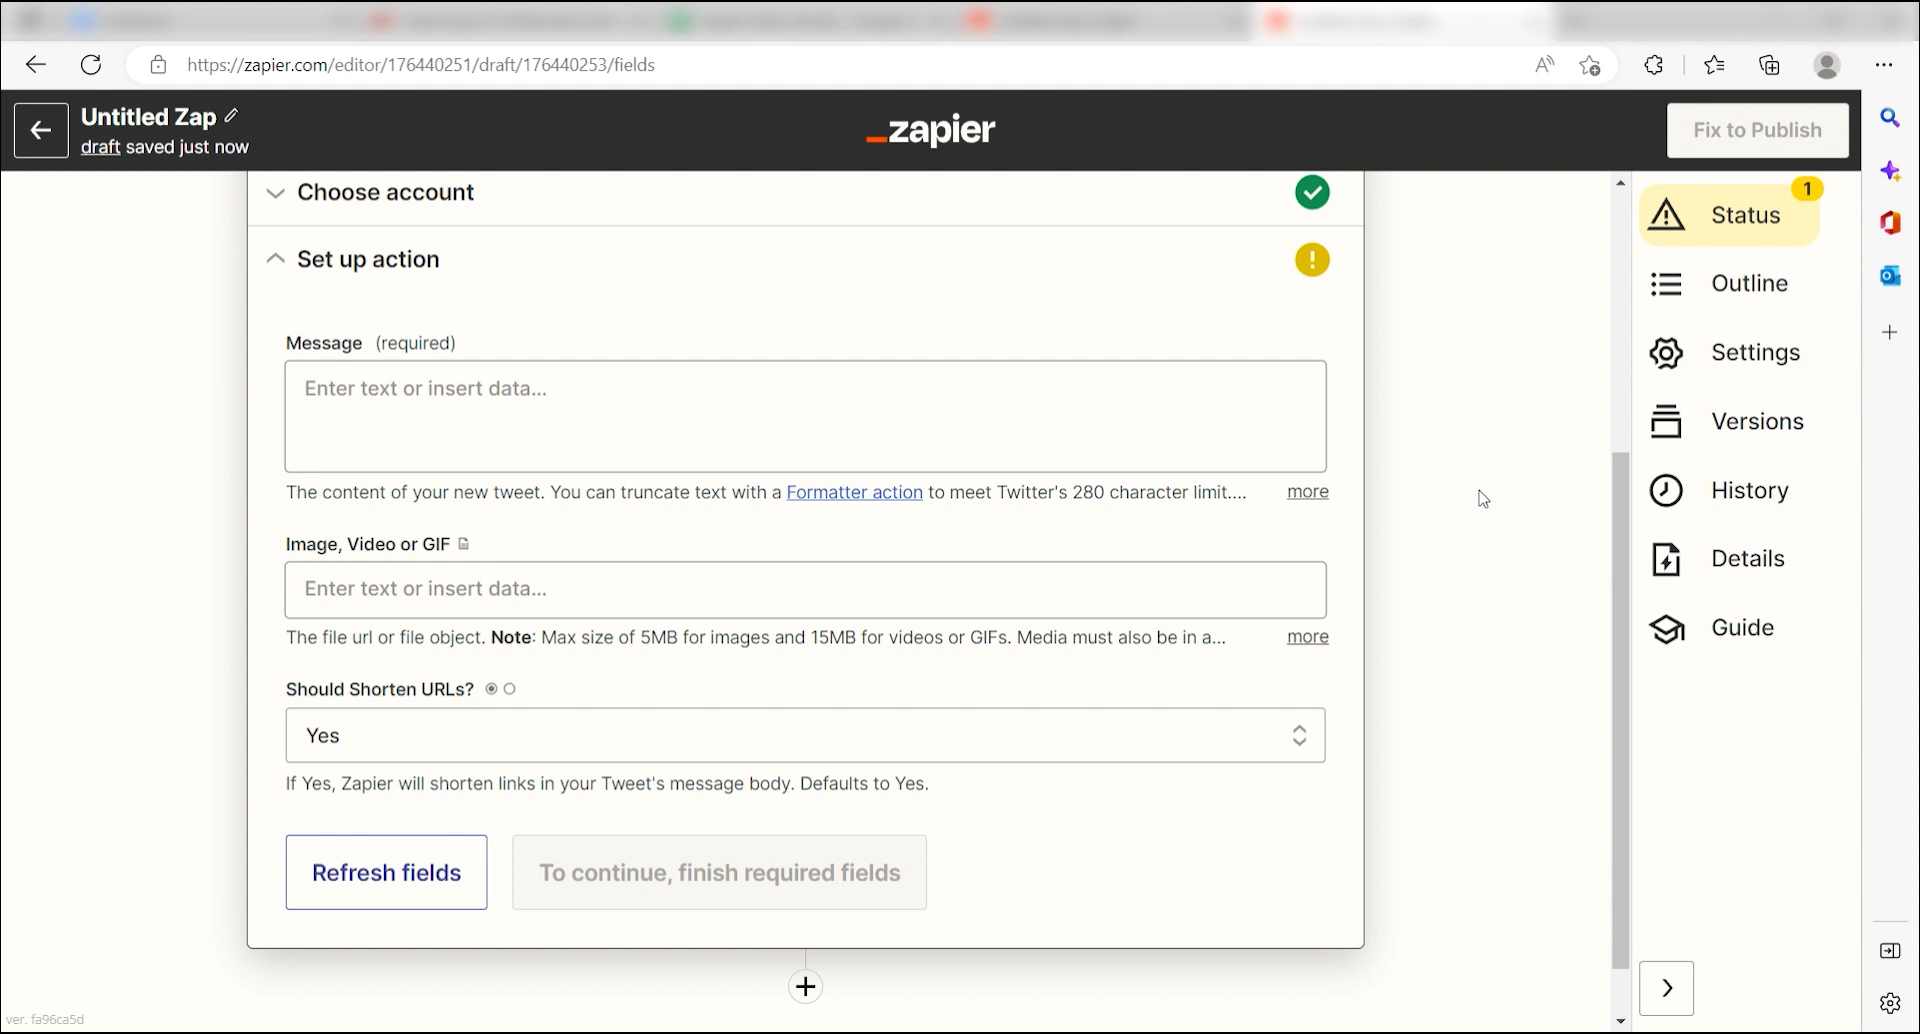 https://zapier.com/editor/176440251/draft/176440253/fields
Untitled Zap
draft saved just now
_zapier
Fix to Publish
Choose account
Set up action
Message (required)
Enter text or insert data...
The content of your new tweet. You can truncate text with a Formatter action to meet Twitter's 280 character limit.... more
Image, Video or GIF
Enter text or insert data...
The file url or file object. Note: Max size of 5MB for images and 15MB for videos or GIFs. Media must also be in a... more
Should Shorten URLs?
Yes
If Yes, Zapier will shorten links in your Tweet's message body. Defaults to Yes.
Refresh fields
To continue, finish required fields
1
Status
Outline
Settings
Versions
History
Details
Guide
ver. fa96ca5d